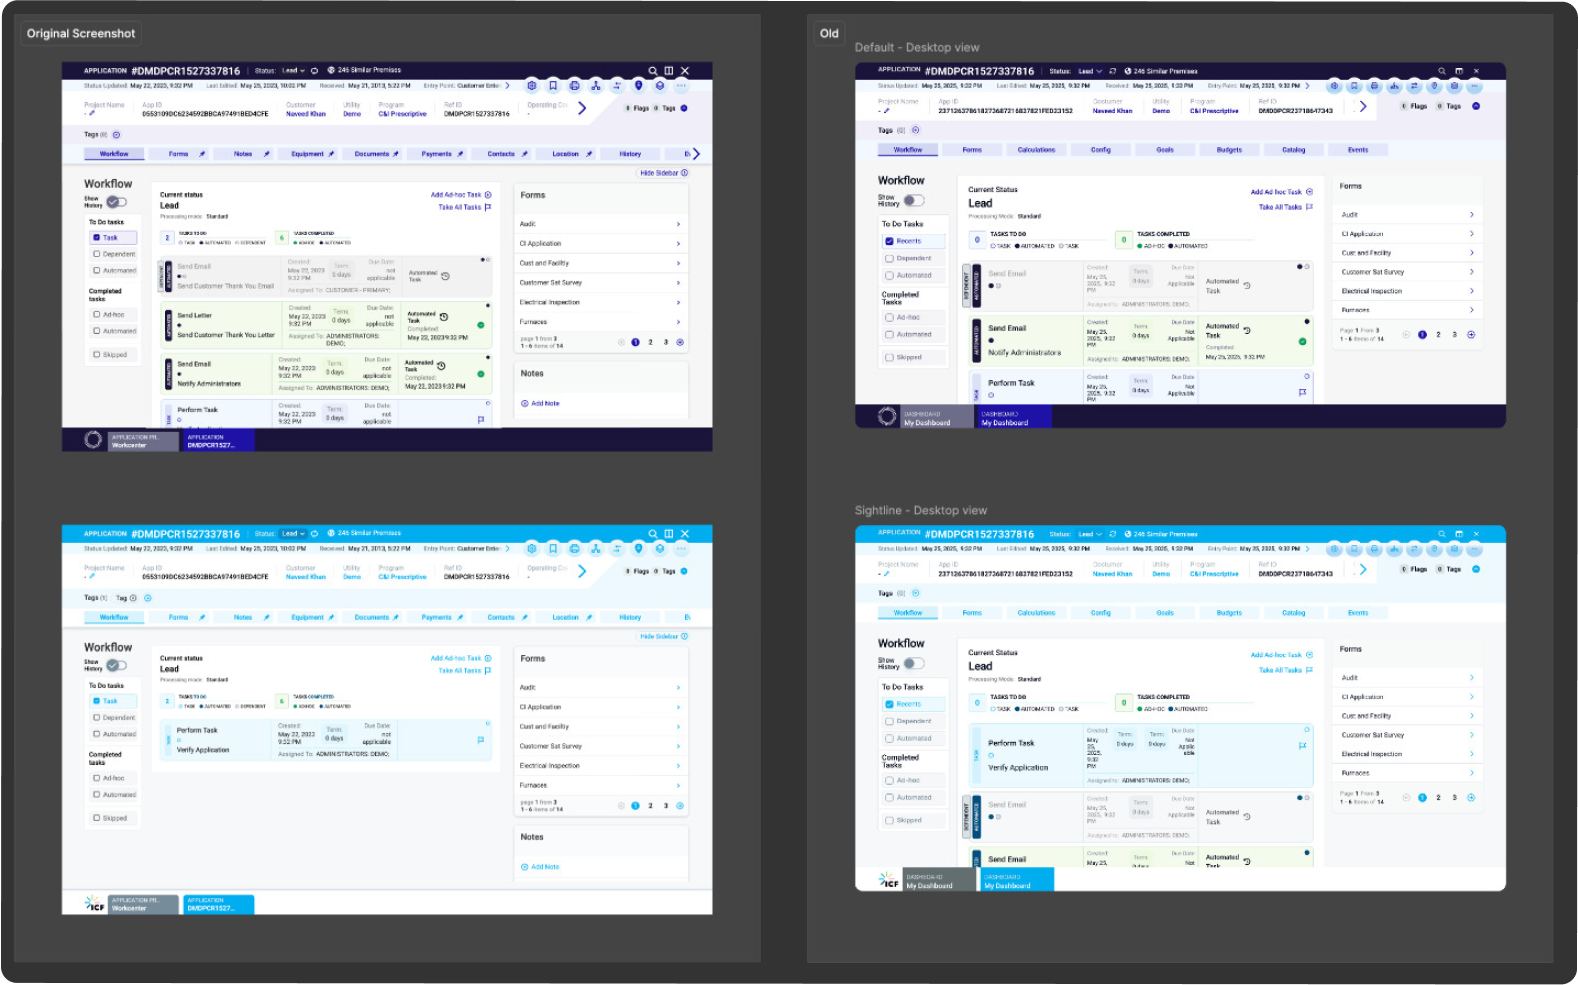 Original Screenshot
APPLICATION #DMDPCR1527337816 Status: Lead 246 Similar Premises
Status Updated: May 22, 2023, 9:32 PM Last Edited: May 25, 2023, 10:02 PM Received: May 21, 2013, 5:22 PM Entry Point: Customer Enter
Project Name App ID Customer Utility Program Ref ID Operating Co
- 0553109DC6234592BBCA97491BED4CFE Naveed Khan Demo C&I Prescriptive DMDPCR1527337816 -
0 Flags 0 Tags
Tags (0)
Workflow Forms Notes Equipment Documents Payments Contacts Location History
Hide Sidebar
Workflow
Show History
To Do tasks
Task
Dependent
Automated
Completed tasks
Ad-hoc
Automated
Skipped
Current status
Lead
Processing mode: Standard
Add Ad-hoc Task
Take All Tasks
2 TASKS TO DO
TASK AUTOMATED DEPENDENT
6 TASKS COMPLETED
AD-HOC AUTOMATED
DEPENDENT AUTOMATED
Send Email
Send Customer Thank You Email
Created: May 22, 2023 9:32 PM
Term: 0 days
Due Date: not applicable
Assigned To: CUSTOMER - PRIMARY;
Automated Task
AUTOMATED
Send Letter
Send Customer Thank You Letter
Created: May 22, 2023 9:32 PM
Term: 0 days
Due Date: not applicable
Assigned To: ADMINISTRATORS: DEMO;
Automated Task
Completed: May 22, 2023 9:32 PM
AUTOMATED
Send Email
Notify Administrators
Created: May 22, 2023 9:32 PM
Term: 0 days
Due Date: not applicable
Assigned To: ADMINISTRATORS: DEMO;
Automated Task
Completed: May 22, 2023 9:32 PM
TASK
Perform Task
Created: May 22, 2023 9:32 PM
Term: 0 days
Due Date: not applicable
Forms
Audit
CI Application
Cust and Facility
Customer Sat Survey
Electrical Inspection
Furnaces
page 1 from 3
1 - 6 items of 14
1 2 3
Notes
Add Note
APPLICATION PR...
Workcenter
APPLICATION
DMDPCR1527...
Old
Default - Desktop view
APPLICATION #DMDPCR1527337816 Status: Lead 246 Similar Premises
Status Updated: May 25, 2025, 9:32 PM Last Edited: May 25, 2025, 9:32 PM Received: May 25, 2025, 9:32 PM Entry Point: May 25, 2025, 9:32 PM
Project Name App ID Costumer Utility Program Ref ID
- 23712637861827368721683782​1FED23152 Naveed Khan Demo C&I Prescriptive DMDPCR23718647343 -
0 Flags 0 Tags
Tags (0)
Workflow Forms Calculations Config Goals Budgets Catalog Events
Workflow
Show History
To Do Tasks
Recents
Dependent
Automated
Completed Tasks
Ad-hoc
Automated
Skipped
Current Status
Lead
Processing Mode: Standard
Add Ad hoc Task
Take All Tasks
0 TASKS TO DO
TASK AUTOMATED TASK
0 TASKS COMPLETED
AD-HOC AUTOMATED
DEPENDENT AUTOMATED
Send Email
Created: May 25, 2025, 9:32 PM
Term: 0 days
Due Date Not Applicable
Assigned to: ADMINISTRATORS: DEMO;
Automated Task
AUTOMATED
Send Email
Notify Administrators
Created: May 25, 2025, 9:32 PM
Term: 0 days
Due Date Not Applicable
Assigned to: ADMINISTRATORS: DEMO;
Automated Task
Completed: May 25, 2025, 9:32 PM
TASK
Perform Task
Created: May 25, 2025, 9:32 PM
Term: 0 days
Due Date Not Applicable
Forms
Audit
CI Application
Cust and Facility
Customer Sat Survey
Electrical Inspection
Furnaces
Page 1 From 3
1 - 6 Items of 14
1 2 3
DASHBOARD
My Dashboard
DASHBOARD
My Dashboard
APPLICATION #DMDPCR1527337816 Status: Lead 246 Similar Premises
Status Updated: May 22, 2023, 9:32 PM Last Edited: May 25, 2023, 10:02 PM Received: May 21, 2013, 5:22 PM Entry Point: Customer Enter
Project Name App ID Customer Utility Program Ref ID Operating Co
- 0553109DC6234592BBCA97491BED4CFE Naveed Khan Demo C&I Prescriptive DMDPCR1527337816 -
0 Flags 0 Tags
Tags (1) Tag
Workflow Forms Notes Equipment Documents Payments Contacts Location History
Hide Sidebar
Workflow
Show History
To Do tasks
Task
Dependent
Automated
Completed tasks
Ad-hoc
Automated
Skipped
Current status
Lead
Processing mode: Standard
Add Ad-hoc Task
Take All Tasks
2 TASKS TO DO
TASK AUTOMATED DEPENDENT
6 TASKS COMPLETED
AD-HOC AUTOMATED
TASK
Perform Task
Verify Application
Created: May 22, 2022 9:32 PM
Term: 0 days
Due Date: not applicable
Assigned To: ADMINISTRATORS: DEMO;
Forms
Audit
CI Application
Cust and Facility
Customer Sat Survey
Electrical Inspection
Furnaces
page 1 from 3
1 - 6 items of 14
1 2 3
Notes
Add Note
ICF
APPLICATION PR...
Workcenter
APPLICATION
DMDPCR1527...
Sightline - Desktop view
APPLICATION #DMDPCR1527337816 Status: Lead 246 Similar Premises
Status Updated: May 25, 2025, 9:32 PM Last Edited: May 25, 2025, 9:32 PM Received: May 25, 2025, 9:32 PM Entry Point: May 25, 2025, 9:32 PM
Project Name App ID Costumer Utility Program Ref ID
- 237126378618273687216837821FED23152 Naveed Khan Demo C&I Prescriptive DMDPCR23718647343 -
0 Flags 0 Tags
Tags (0)
Workflow Forms Calculations Config Goals Budgets Catalog Events
Workflow
Show History
To Do Tasks
Recents
Dependent
Automated
Completed Tasks
Ad-hoc
Automated
Skipped
Current Status
Lead
Processing Mode: Standard
Add Ad hoc Task
Take All Tasks
0 TASKS TO DO
TASK AUTOMATED TASK
0 TASKS COMPLETED
AD-HOC AUTOMATED
TASK
Perform Task
Verify Application
Created: May 25, 2025, 9:32 PM
Term: 0 days
Term: 0 days
Due Date Not Applicable
Assigned to: ADMINISTRATORS: DEMO;
DEPENDENT AUTOMATED
Send Email
Created: May 25, 2025, 9:32 PM
Term: 0 days
Due Date Not Applicable
Assigned to: ADMINISTRATORS: DEMO;
Automated Task
Send Email
Created: May 25,
Term: 0 days
Due Date Not
Automated Task
Forms
Audit
CI Application
Cust and Facility
Customer Sat Survey
Electrical Inspection
Furnaces
Page 1 From 3
1 - 6 Items of 14
1 2 3
ICF
DASHBOARD
My Dashboard
DASHBOARD
My Dashboard